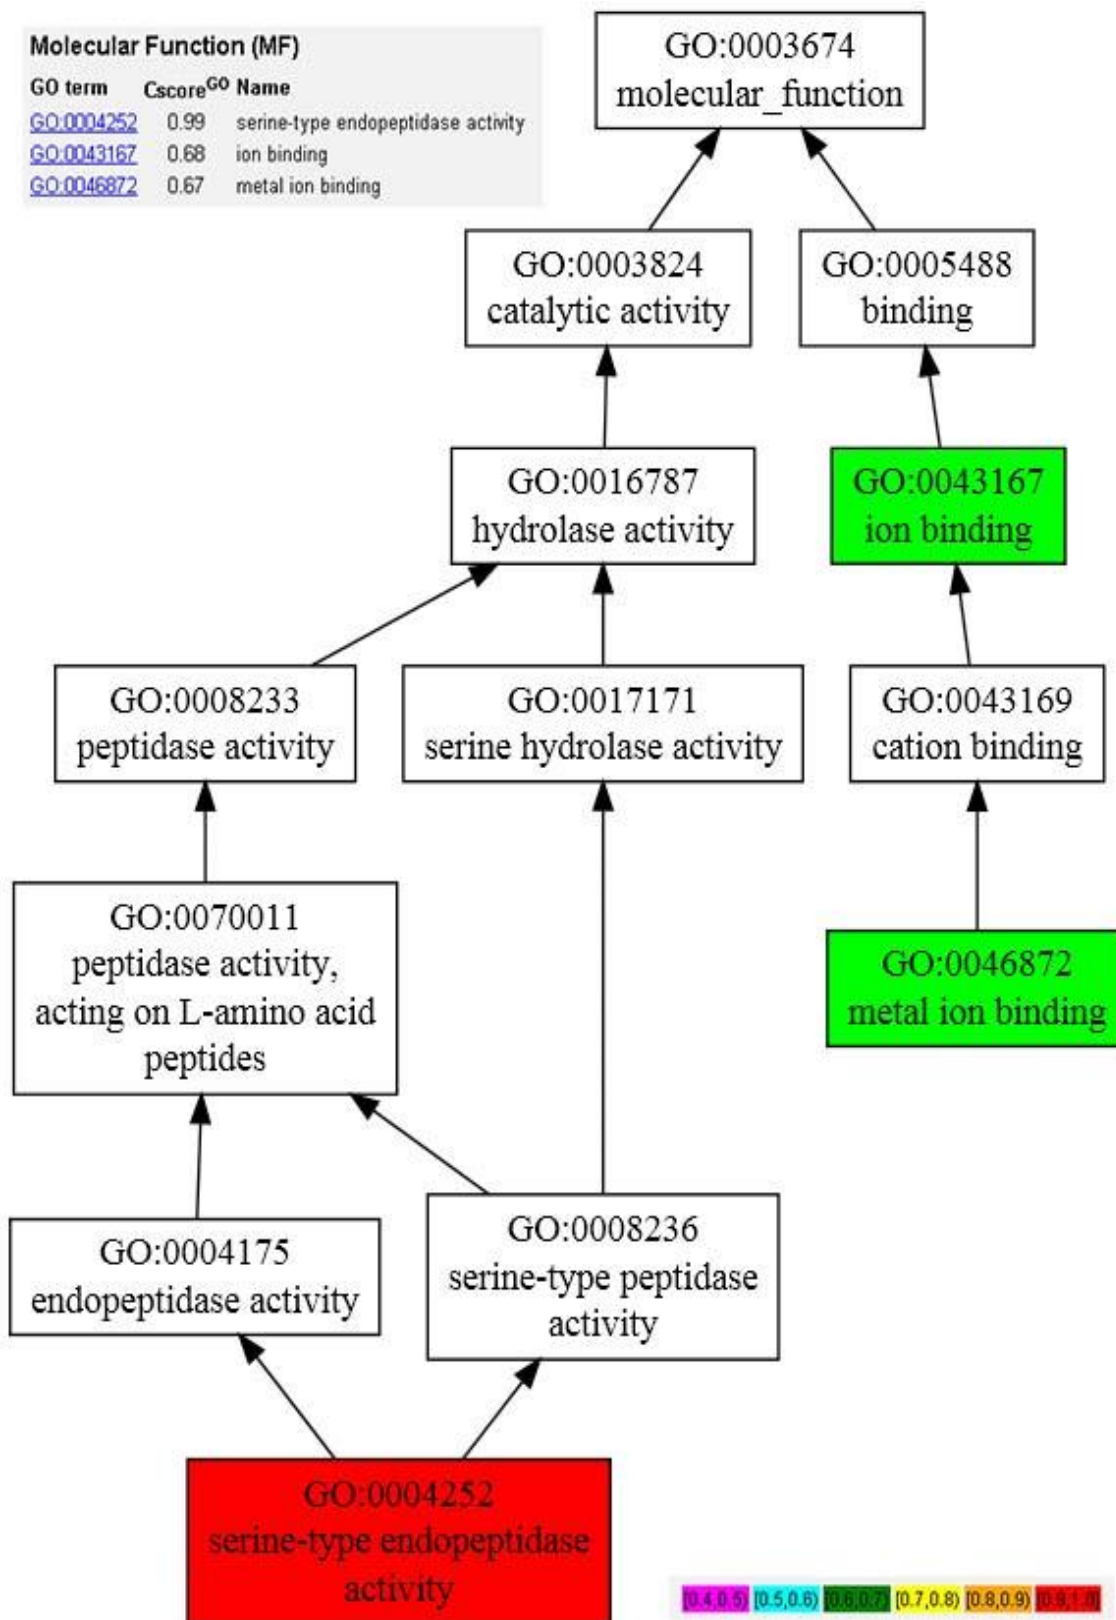 Molecular Function (MF)
GO term Cscore^GO Name
GO:0004252 0.99 serine-type endopeptidase activity
GO:0043167 0.68 ion binding
GO:0046872 0.67 metal ion binding
GO:0003674
molecular_function
GO:0003824
catalytic activity
GO:0005488
binding
GO:0016787
hydrolase activity
GO:0043167
ion binding
GO:0008233
peptidase activity
GO:0017171
serine hydrolase activity
GO:0043169
cation binding
GO:0070011
peptidase activity,
acting on L-amino acid
peptides
GO:0046872
metal ion binding
GO:0004175
endopeptidase activity
GO:0008236
serine-type peptidase
activity
GO:0004252
serine-type endopeptidase
activity
[0.4,0.5) [0.5,0.6) [0.6,0.7) [0.7,0.8) [0.8,0.9) [0.9,1.0]